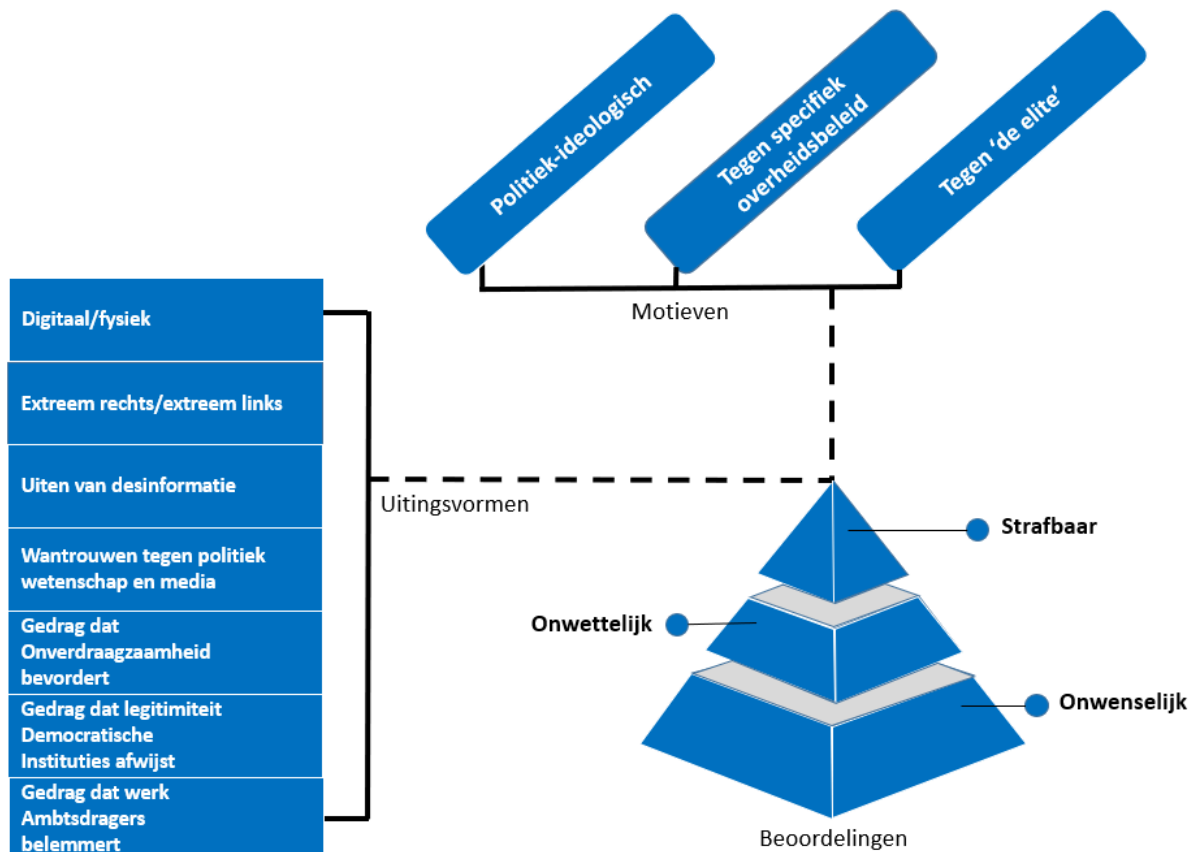 Politiek-ideologisch
Tegen specifiek
overheidsbeleid
Tegen ‘de elite’
Motieven
Digitaal/fysiek
Extreem rechts/extreem links
Uiten van desinformatie
Wantrouwen tegen politiek
wetenschap en media
Gedrag dat
Onverdraagzaamheid
bevordert
Gedrag dat legitimiteit
Democratische
Instituties afwijst
Gedrag dat werk
Ambtsdragers
belemmert
Uitingsvormen
Strafbaar
Onwettelijk
Onwenselijk
Beoordelingen